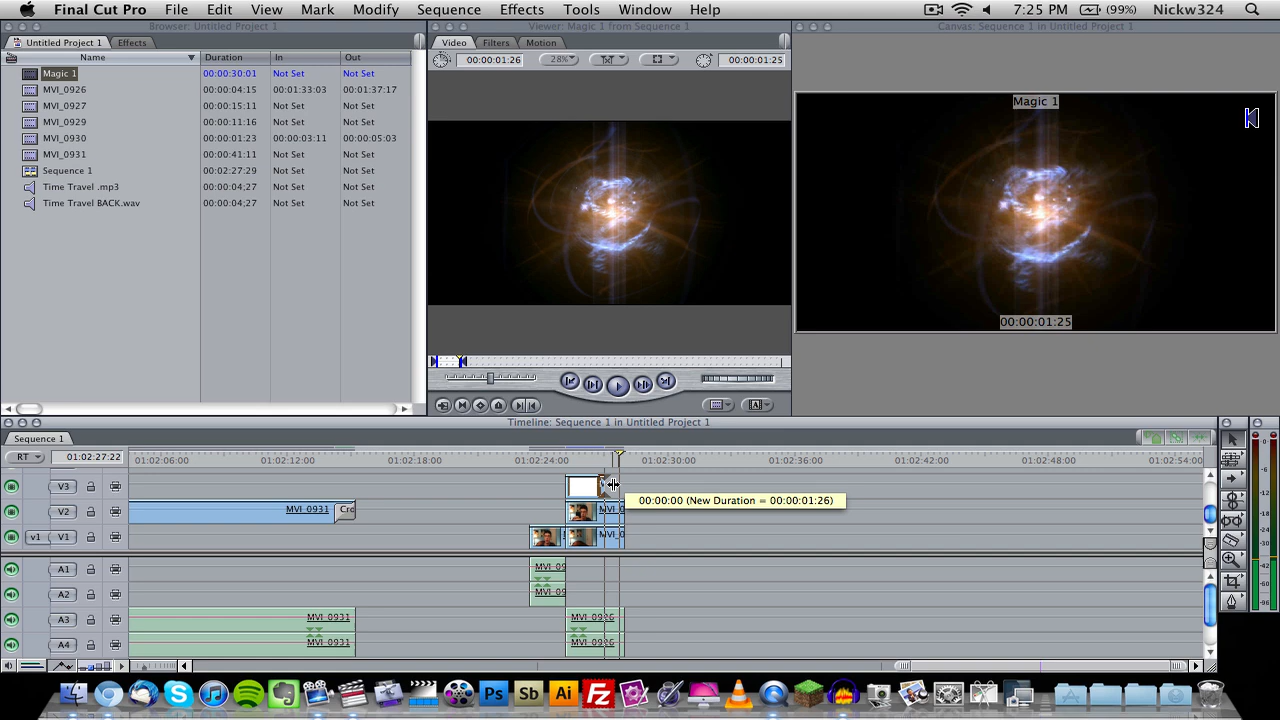 Final Cut Pro File Edit View Mark Modify Sequence Effects Tools Window Help 7:25 PM (99%) Nickw324
Browser: Untitled Project 1 Viewer: Magic 1 from Sequence 1 Canvas: Sequence 1 in Untitled Project 1
Untitled Project 1 Effects Video Filters Motion
Name Duration In Out 00:00:01:26 28% 00:00:01:25
Magic 1 00:00:30:01 Not Set Not Set
MVI_0926 00:00:04:15 00:01:33:03 00:01:37:17
MVI_0927 00:00:15:11 Not Set Not Set
MVI_0929 00:00:11:16 Not Set Not Set
MVI_0930 00:00:01:23 00:00:03:11 00:00:05:03
MVI_0931 00:00:41:11 Not Set Not Set
Sequence 1 00:02:27:29 Not Set Not Set
Time Travel .mp3 00:00:04;27 Not Set Not Set
Time Travel BACK.wav 00:00:04;27 Not Set Not Set
Magic 1
00:00:01:25
Timeline: Sequence 1 in Untitled Project 1
Sequence 1
RT 01:02:27:22 01:02:06:00 01:02:12:00 01:02:18:00 01:02:24:00 01:02:30:00 01:02:36:00 01:02:42:00 01:02:48:00 01:02:54:00
V3
00:00:00 (New Duration = 00:00:01:26)
V2 MVI_0931 Cro MVI_0
v1 V1 MVI_0
A1 MVI_09
A2 MVI_09
A3 MVI_0931 MVI_0926
A4 MVI_0931 MVI_0926
Ps Sb Ai FZ